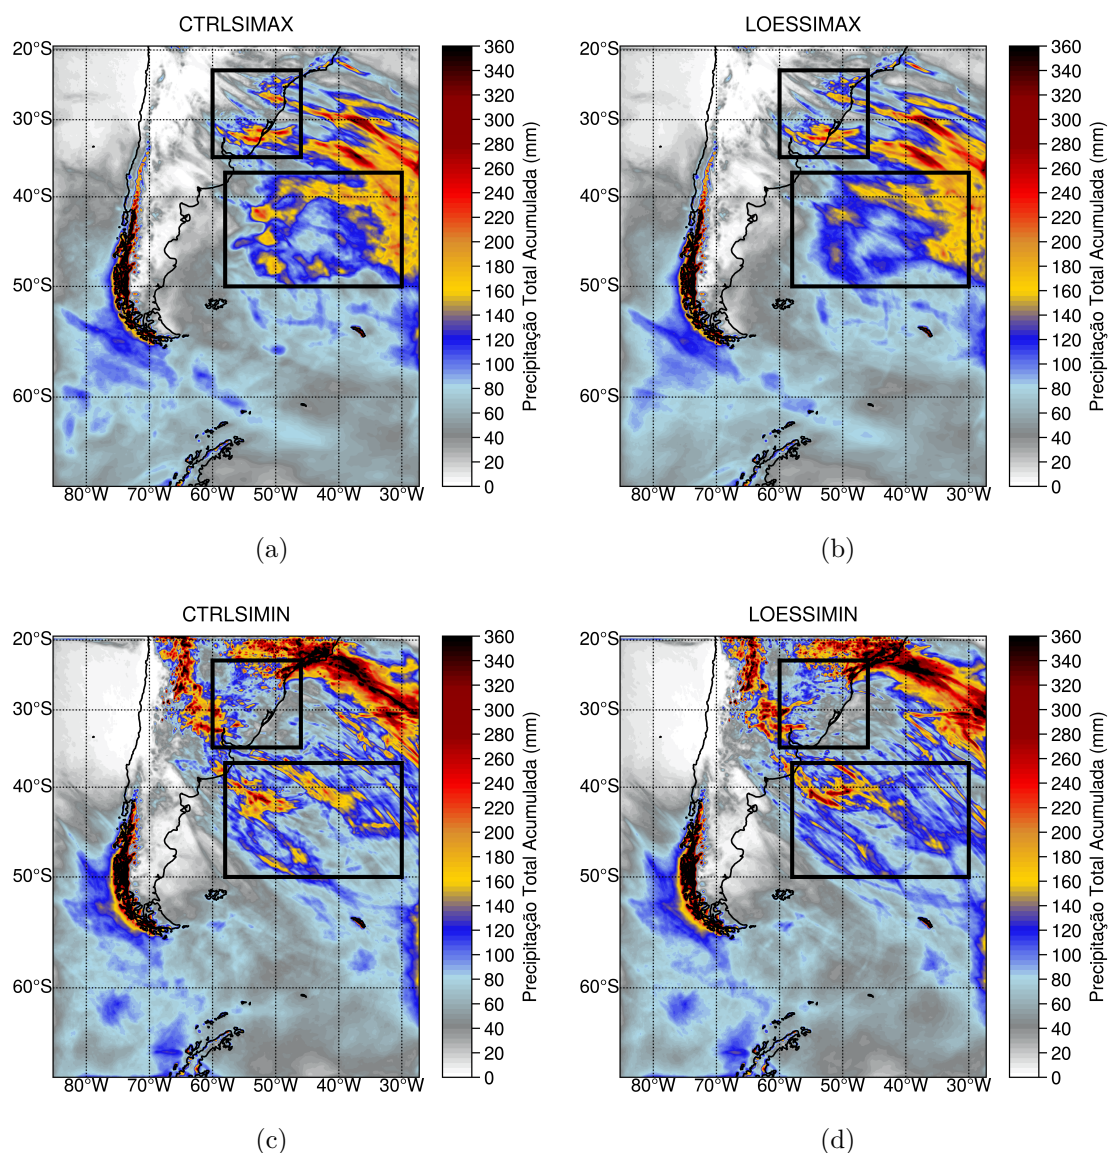 CTRLSIMAX
20°S
30°S
40°S
50°S
60°S
80°W 70°W 60°W 50°W 40°W 30°W
360
340
320
300
280
260
240
220
200
180
160
140
120
100
80
60
40
20
0
Precipitação Total Acumulada (mm)
(a)
LOESSIMAX
20°S
30°S
40°S
50°S
60°S
80°W 70°W 60°W 50°W 40°W 30°W
360
340
320
300
280
260
240
220
200
180
160
140
120
100
80
60
40
20
0
Precipitação Total Acumulada (mm)
(b)
CTRLSIMIN
20°S
30°S
40°S
50°S
60°S
80°W 70°W 60°W 50°W 40°W 30°W
360
340
320
300
280
260
240
220
200
180
160
140
120
100
80
60
40
20
0
Precipitação Total Acumulada (mm)
(c)
LOESSIMIN
20°S
30°S
40°S
50°S
60°S
80°W 70°W 60°W 50°W 40°W 30°W
360
340
320
300
280
260
240
220
200
180
160
140
120
100
80
60
40
20
0
Precipitação Total Acumulada (mm)
(d)